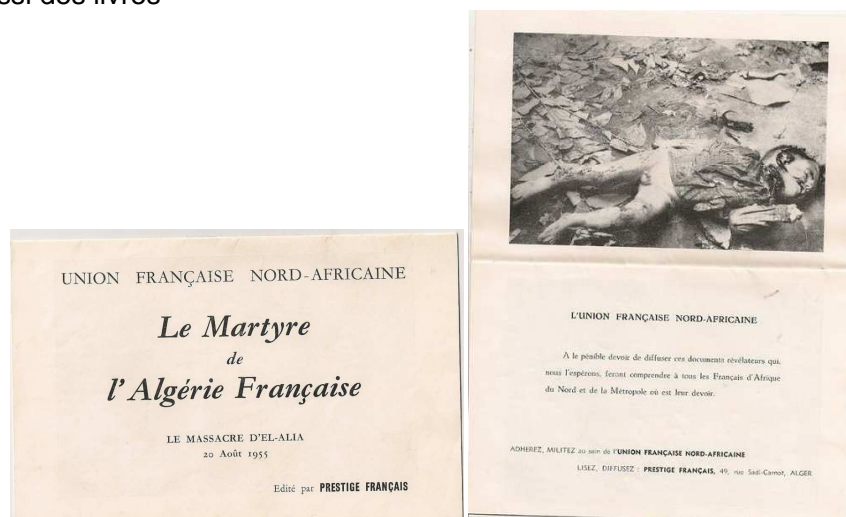 ssi des livres
UNION FRANÇAISE NORD-AFRICAINE
Le Martyre
de
l'Algérie Française
LE MASSACRE D'EL-ALIA
20 Août 1955
Edité par PRESTIGE FRANÇAIS
L'UNION FRANÇAISE NORD-AFRICAINE
A le pénible devoir de diffuser ces documents révélateurs qui,
nous l'espérons, feront comprendre à tous les Français d'Afrique
du Nord et de la Métropole où est leur devoir.
ADHEREZ, MILITEZ au sein de l'UNION FRANÇAISE NORD-AFRICAINE
LISEZ, DIFFUSEZ : PRESTIGE FRANÇAIS, 49, rue Sadi-Carnot, ALGER